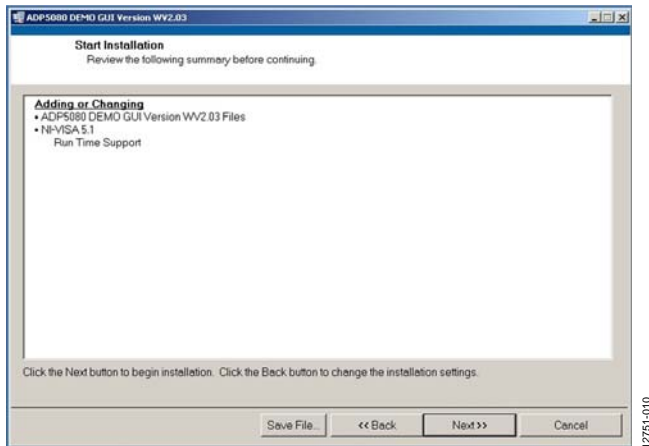 ADP5080 DEMO GUI Version WV2.03
Start Installation
Review the following summary before continuing.
Adding or Changing
• ADP5080 DEMO GUI Version WV2.03 Files
• NI-VISA 5.1
Run Time Support
Click the Next button to begin installation. Click the Back button to change the installation settings.
Save File...
<< Back
Next >>
Cancel
12751-010